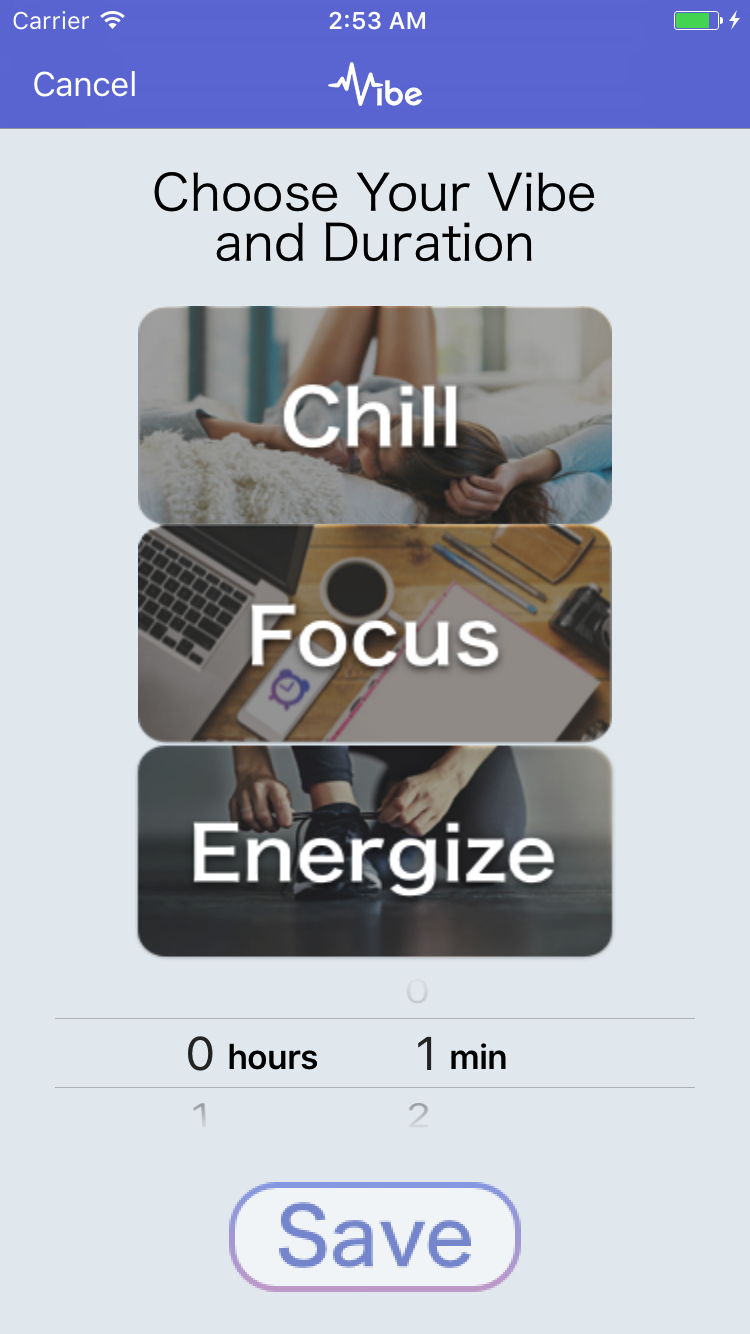 Carrier 2:53 AM
Cancel Vibe
Choose Your Vibe
and Duration
Chill
Focus
Energize
0
0 hours 1 min
1 2
Save